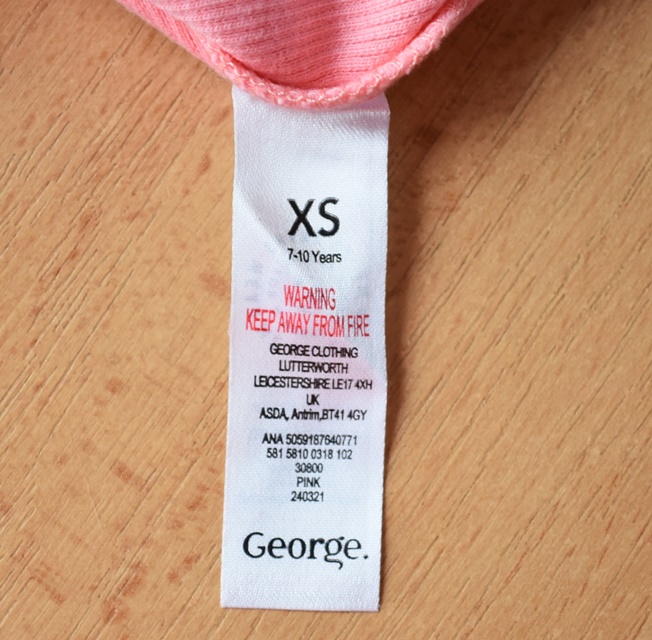 XS
7-10 Years
WARNING
KEEP AWAY FROM FIRE
GEORGE CLOTHING
LUTTERWORTH
LEICESTERSHIRE LE17 4XH
UK
ASDA, Antrim,BT41 4GY
ANA 5059187640771
581 5810 0318 102
30800
PINK
240321
George.